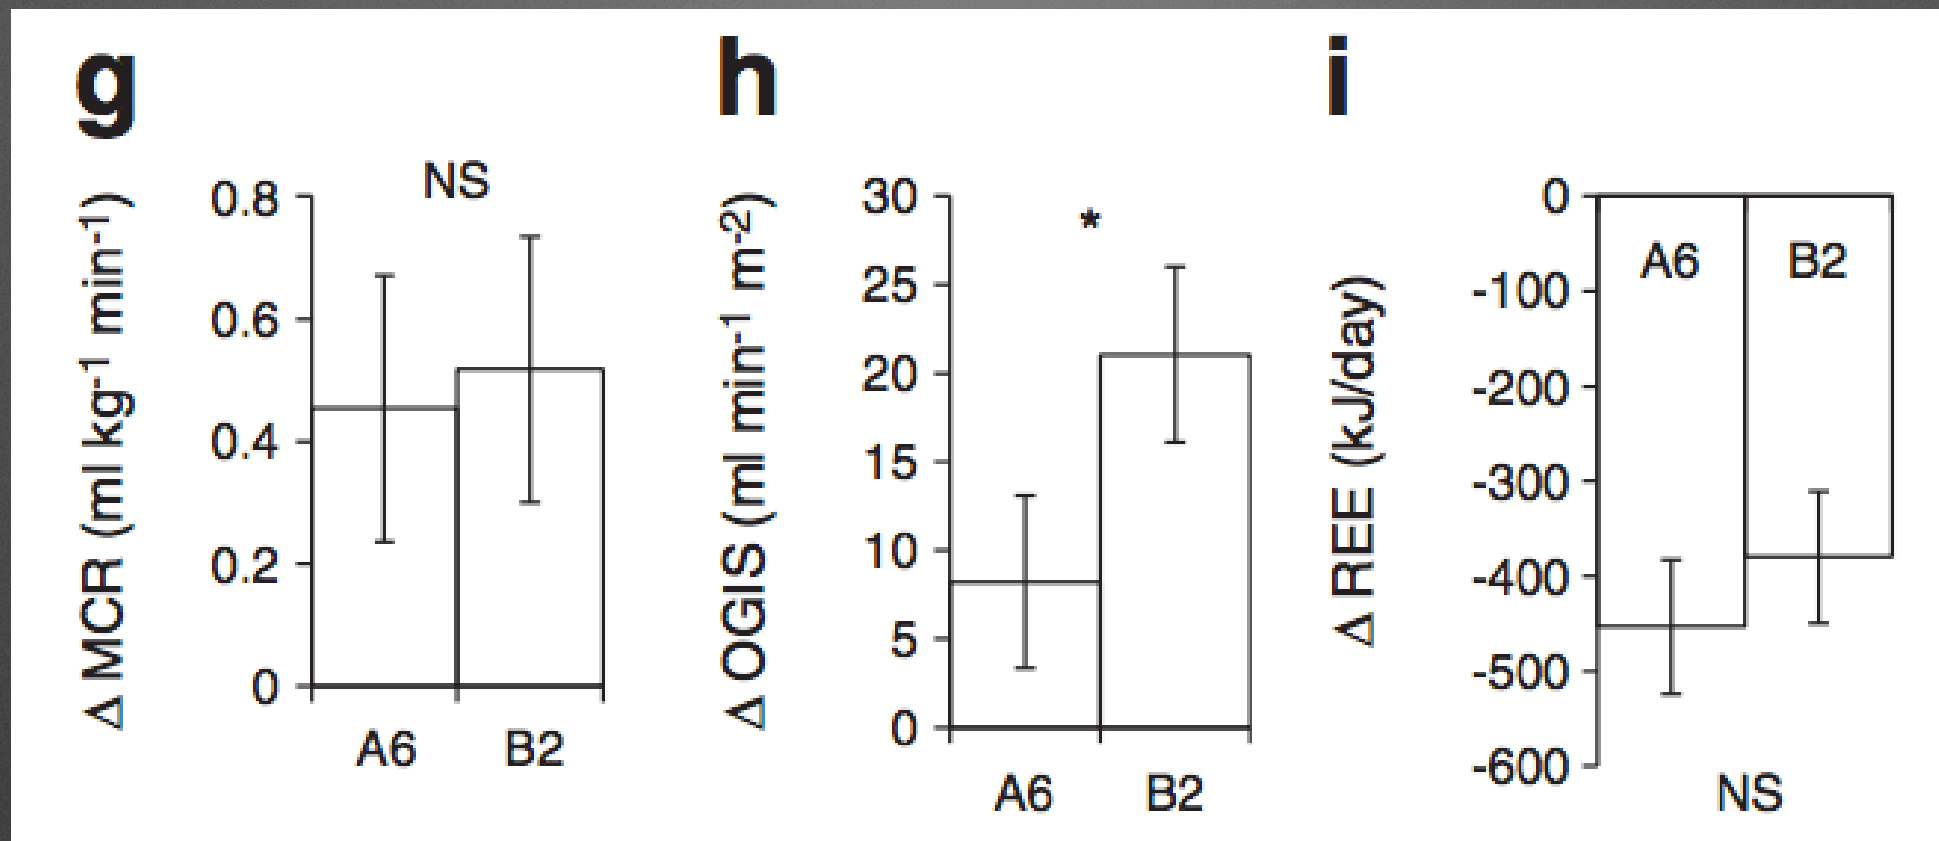 g
NS
Δ MCR (ml kg-1 min-1)
0.8
0.6
0.4
0.2
0
A6 B2
h
*
Δ OGIS (ml min-1 m-2)
30
25
20
15
10
5
0
A6 B2
i
Δ REE (kJ/day)
0
-100
-200
-300
-400
-500
-600
A6 B2
NS